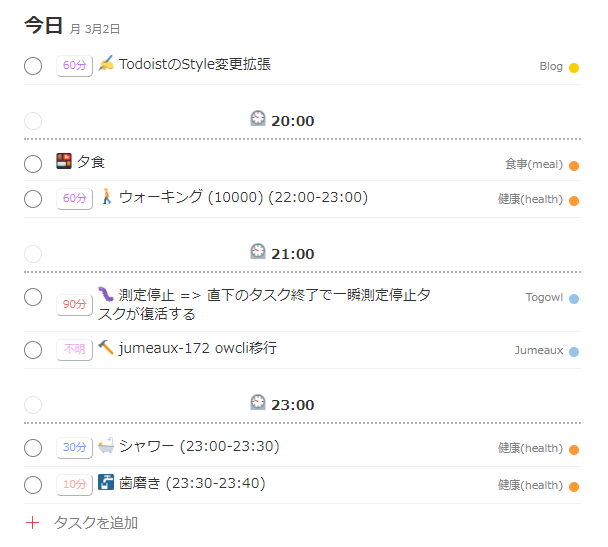 今日 月 3月2日
60分 ✍️ TodoistのStyle変更拡張 Blog
🕰 20:00
🍱 夕食 食事(meal)
60分 🚶 ウォーキング (10000) (22:00-23:00) 健康(health)
🕰 21:00
90分 🐛 測定停止 => 直下のタスク終了で一瞬測定停止タ Togowl
スクが復活する
不明 🔨 jumeaux-172 owcli移行 Jumeaux
🕰 23:00
30分 🛀 シャワー (23:00-23:30) 健康(health)
10分 🚰 歯磨き (23:30-23:40) 健康(health)
+ タスクを追加